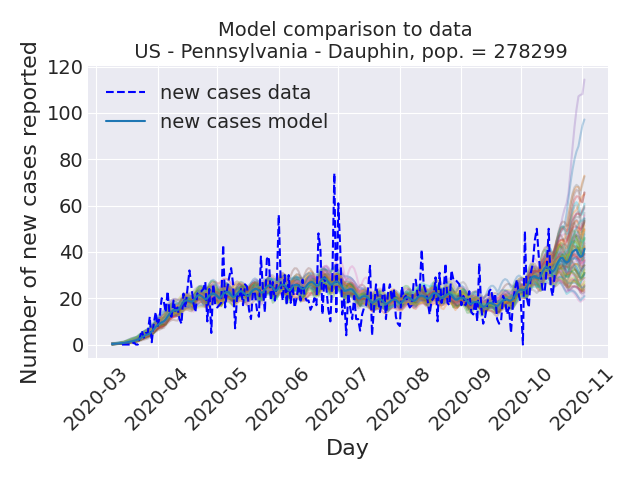 Model comparison to data
US - Pennsylvania - Dauphin, pop. = 278299
Number of new cases reported
120
100
80
60
40
20
0
new cases data
new cases model
2020-03
2020-04
2020-05
2020-06
2020-07
2020-08
2020-09
2020-10
2020-11
Day